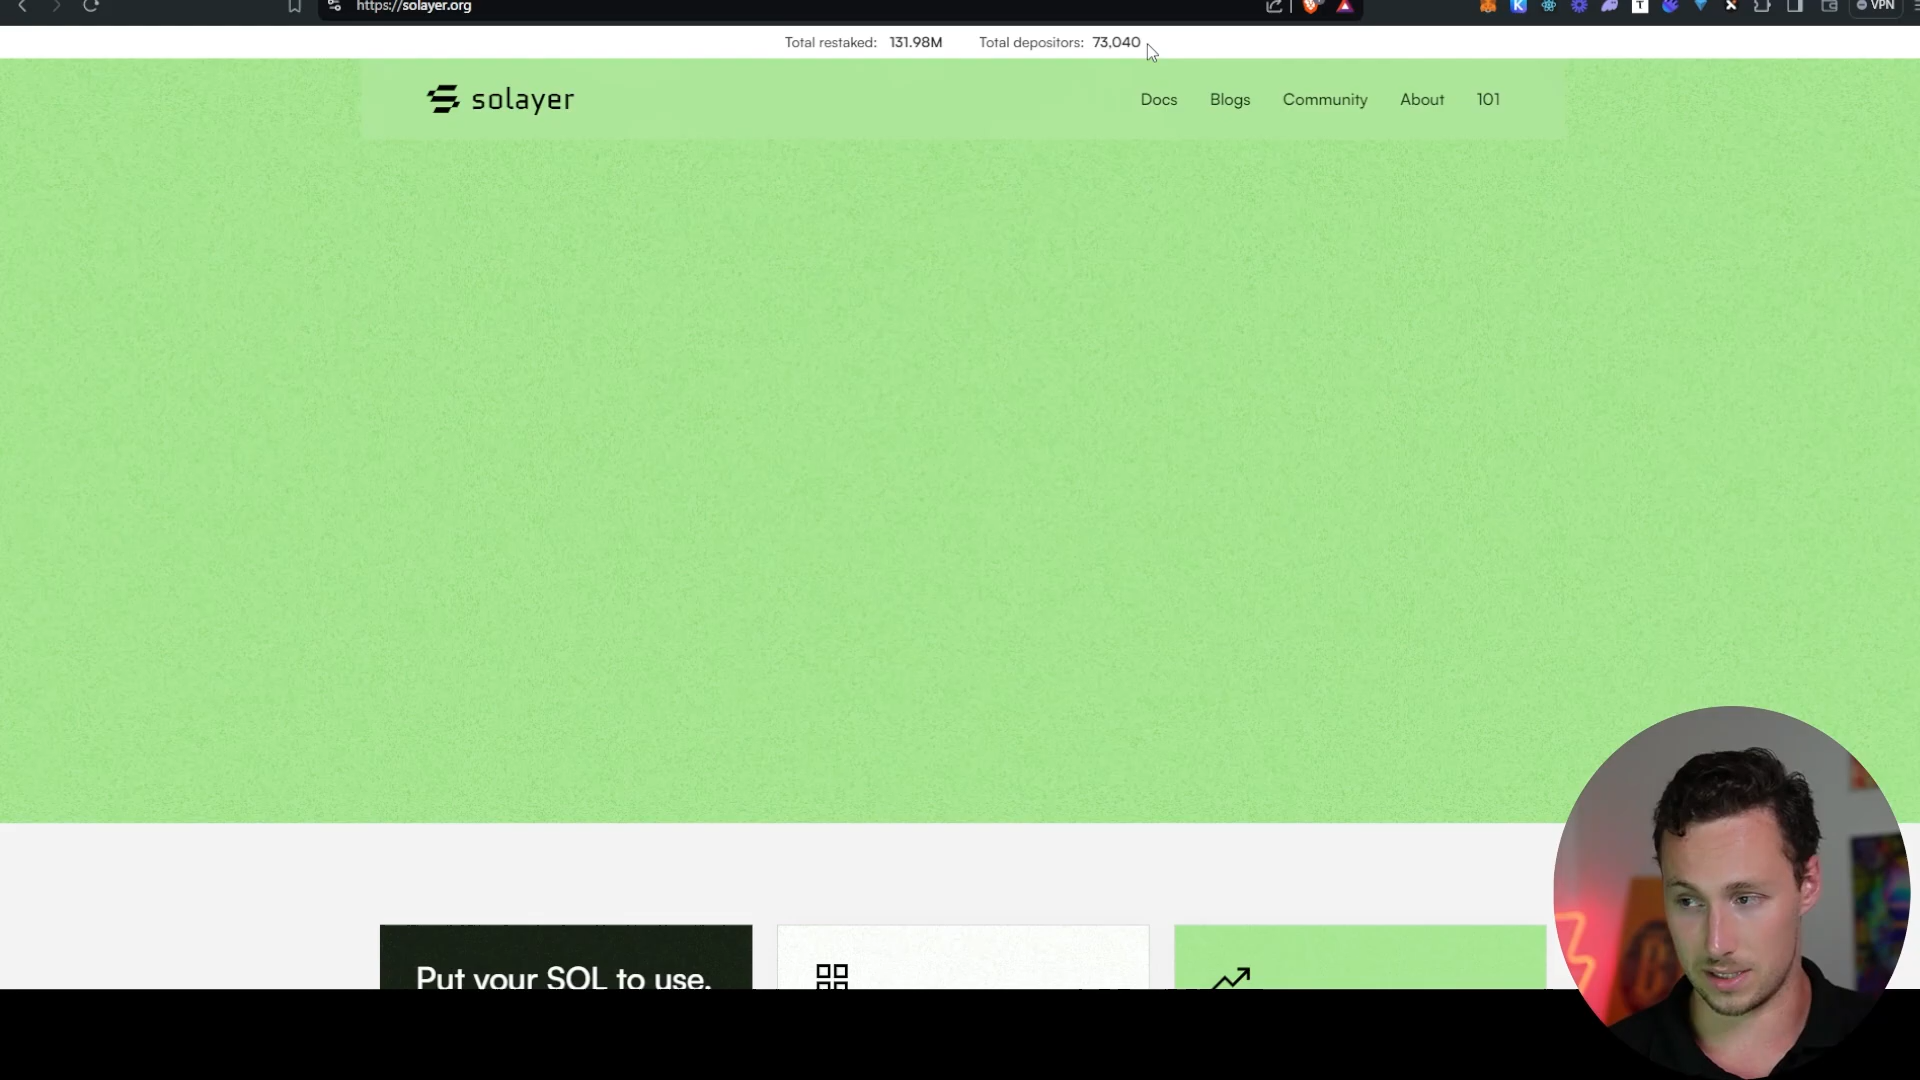 https://solayer.org
VPN
Total restaked: 131.98M Total depositors: 73,040
solayer Docs Blogs Community About 101
Put your SOL to use.